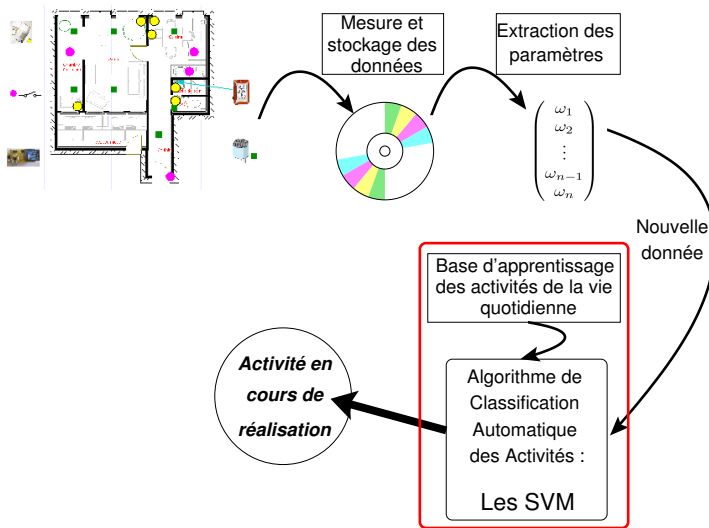 Mesure et
stockage des
données
Extraction des
paramètres
ω1
ω2
⋮
ωn−1
ωn
Nouvelle
donnée
Base d'apprentissage
des activités de la vie
quotidienne
Activité en
cours de
réalisation
Algorithme de
Classification
Automatique
des Activités :
Les SVM